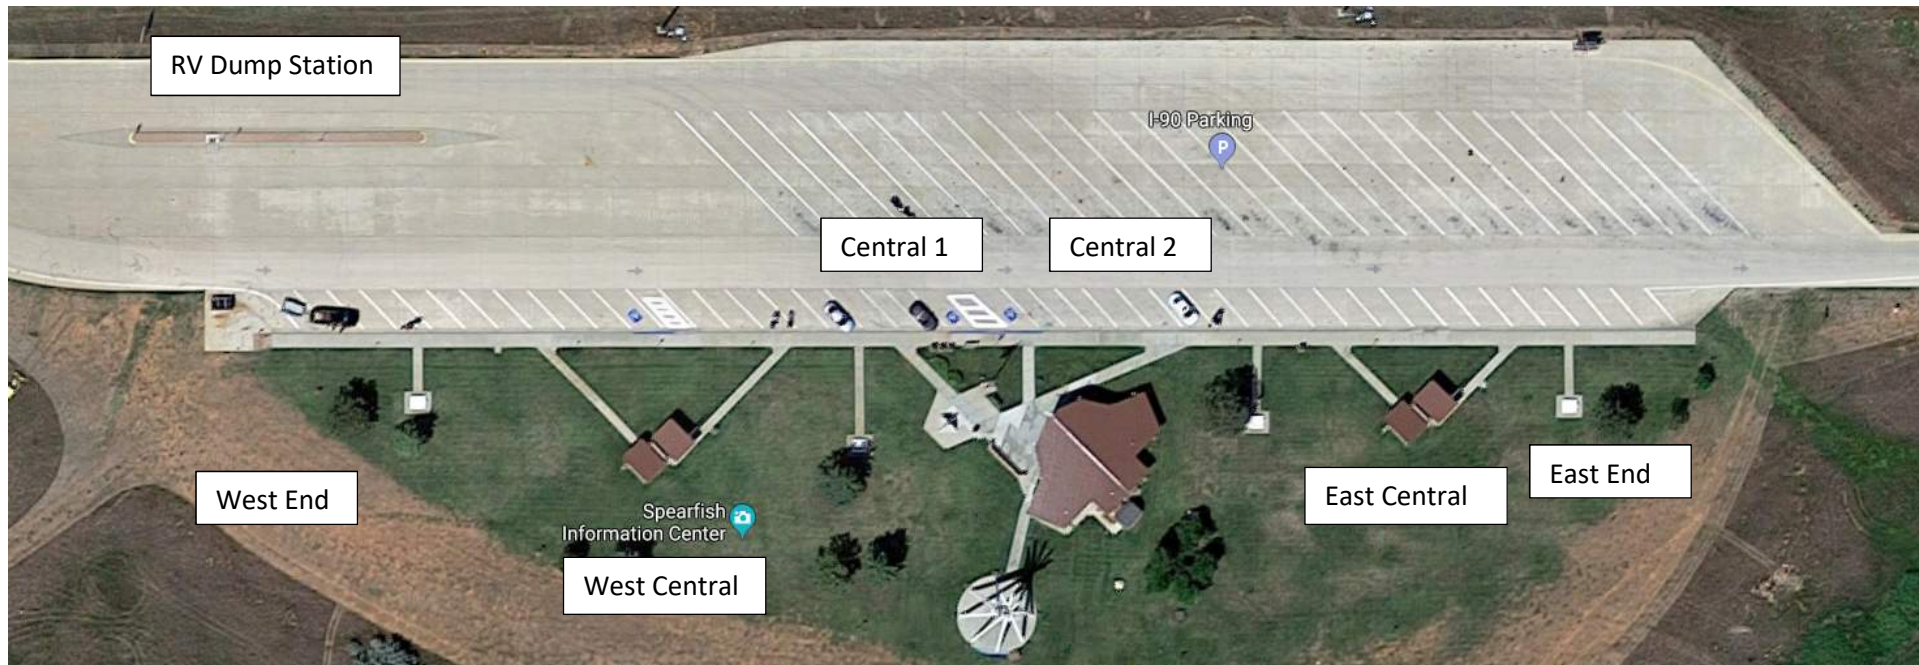 RV Dump Station
I-90 Parking
P
Central 1
Central 2
West End
Spearfish
Information Center
West Central
East Central
East End